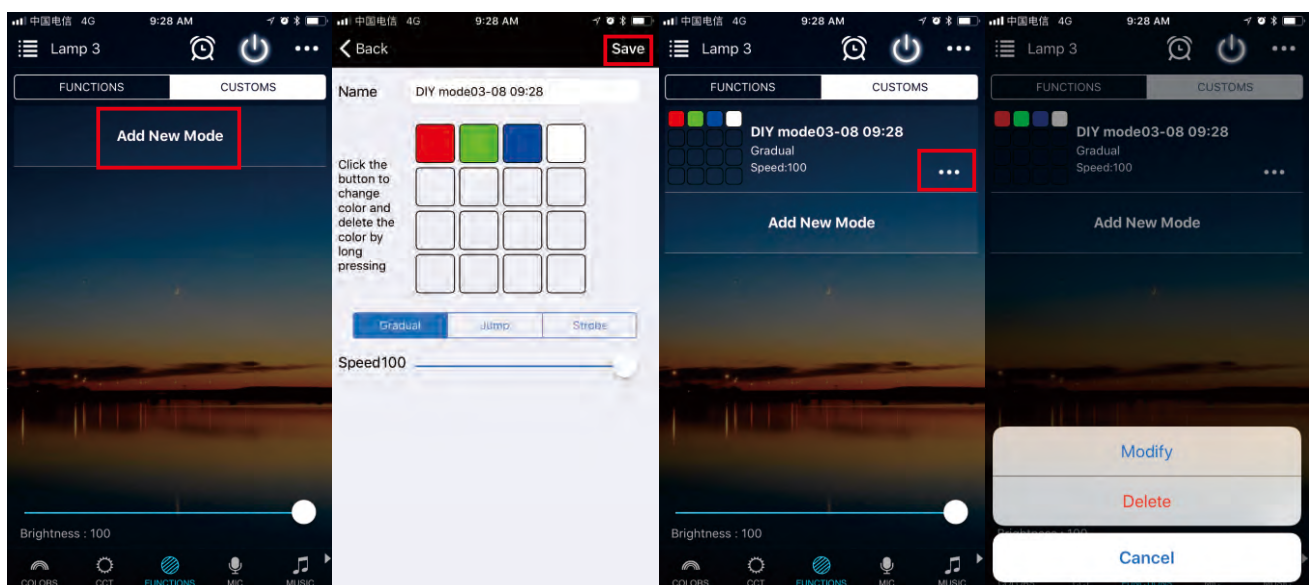 中国电信 4G 9:28 AM
Lamp 3
FUNCTIONS CUSTOMS
Add New Mode
Brightness : 100
COLORS CCT FUNCTIONS MIC MUSIC
中国电信 4G 9:28 AM
Back Save
Name DIY mode03-08 09:28
Click the
button to
change
color and
delete the
color by
long
pressing
Gradual Jump Strobe
Speed100
中国电信 4G 9:28 AM
Lamp 3
FUNCTIONS CUSTOMS
DIY mode03-08 09:28
Gradual
Speed:100
Add New Mode
Brightness : 100
COLORS CCT FUNCTIONS MIC MUSIC
中国电信 4G 9:28 AM
Lamp 3
FUNCTIONS CUSTOMS
DIY mode03-08 09:28
Gradual
Speed:100
Add New Mode
Modify
Delete
Brightness : 100
Cancel